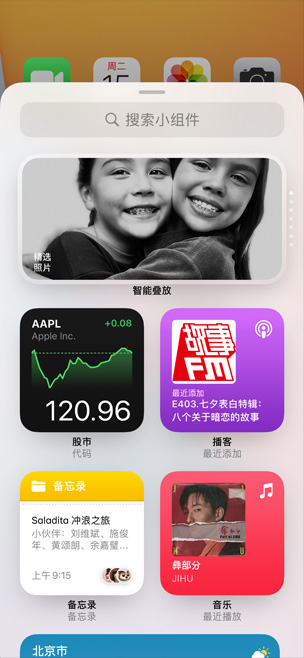 周二
15
搜索小组件
精选
照片
智能叠放
AAPL
+0.08
Apple Inc.
120.96
股市
代码
故事FM
最近添加
E403.七夕表白特辑:
八个关于暗恋的故事
播客
最近添加
备忘录
Saladita 冲浪之旅
小伙伴：刘维斌、施俊
年、黄颂朗、余嘉璧…
上午 9:15
备忘录
备忘录
彝部分
JIHU
音乐
最近播放
北京市